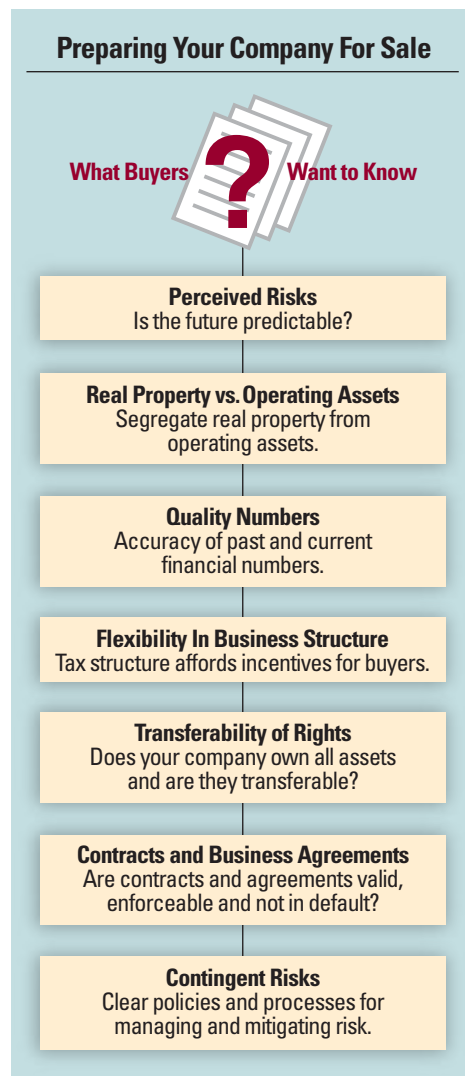 Preparing Your Company For Sale
What Buyers ? Want to Know
Perceived Risks
Is the future predictable?
Real Property vs. Operating Assets
Segregate real property from
operating assets.
Quality Numbers
Accuracy of past and current
financial numbers.
Flexibility In Business Structure
Tax structure affords incentives for buyers.
Transferability of Rights
Does your company own all assets
and are they transferable?
Contracts and Business Agreements
Are contracts and agreements valid,
enforceable and not in default?
Contingent Risks
Clear policies and processes for
managing and mitigating risk.